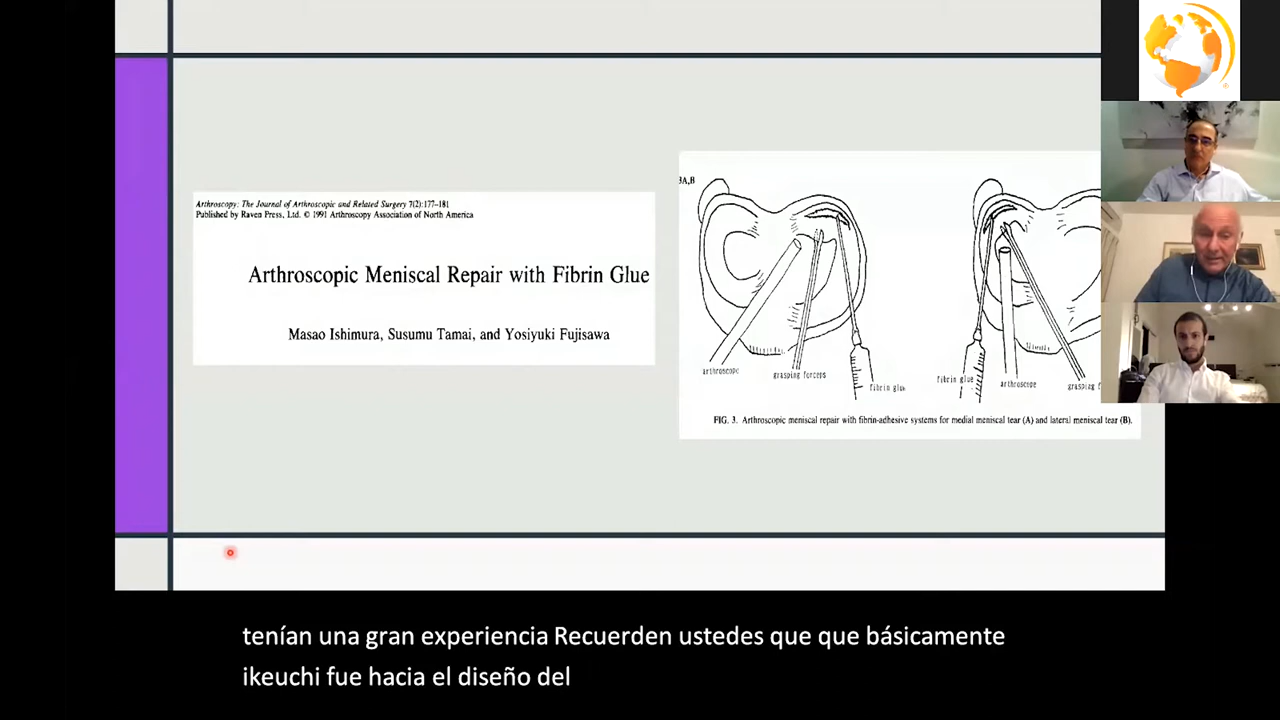 Arthroscopy: The Journal of Arthroscopic and Related Surgery 7(2):177–181
Published by Raven Press, Ltd. © 1991 Arthroscopy Association of North America
Arthroscopic Meniscal Repair with Fibrin Glue
Masao Ishimura, Susumu Tamai, and Yosiyuki Fujisawa
3A,B
arthroscope
grasping forceps
fibrin glue
fibrin glue
arthroscope
grasping f
FIG. 3. Arthroscopic meniscal repair with fibrin-adhesive systems for medial meniscal tear (A) and lateral meniscal tear (B).
tenían una gran experiencia Recuerden ustedes que que básicamente
ikeuchi fue hacia el diseño del